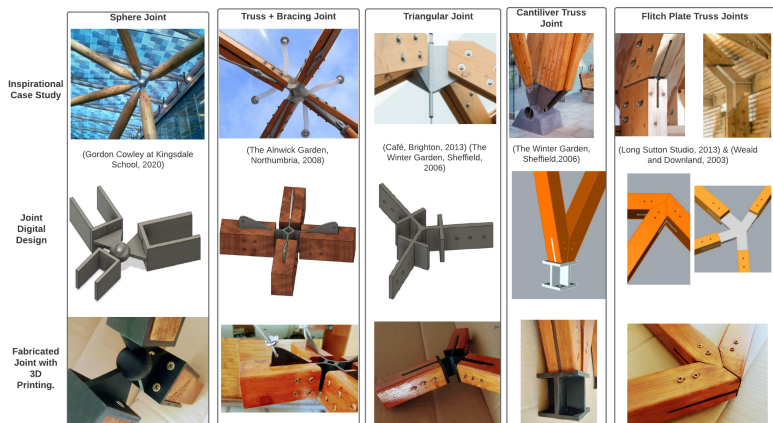 Sphere Joint
Truss + Bracing Joint
Triangular Joint
Cantiliver Truss
Joint
Flitch Plate Truss Joints
Inspirational
Case Study
(Gordon Cowley at Kingsdale
School, 2020)
(The Alnwick Garden,
Northumbria, 2008)
(Café, Brighton, 2013) (The
Winter Garden, Sheffield,
2006)
(The Winter Garden,
Sheffield,2006)
(Long Sutton Studio, 2013) & (Weald
and Downland, 2003)
Joint
Digital
Design
Fabricated
Joint with
3D
Printing.